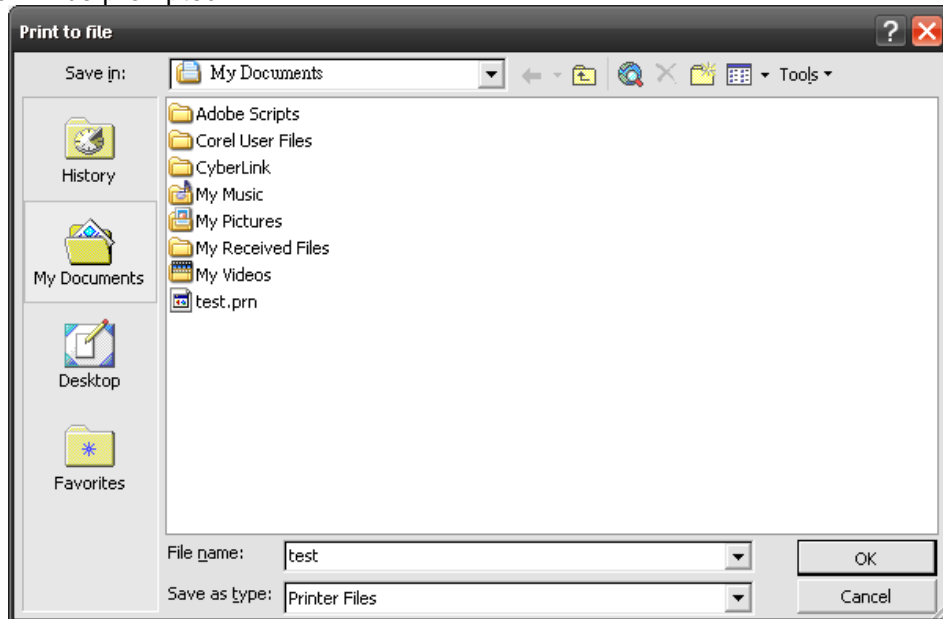 Print to file
Save in:
My Documents
Tools
History
My Documents
Desktop
Favorites
Adobe Scripts
Corel User Files
CyberLink
My Music
My Pictures
My Received Files
My Videos
test.prn
File name:
test
OK
Save as type:
Printer Files
Cancel